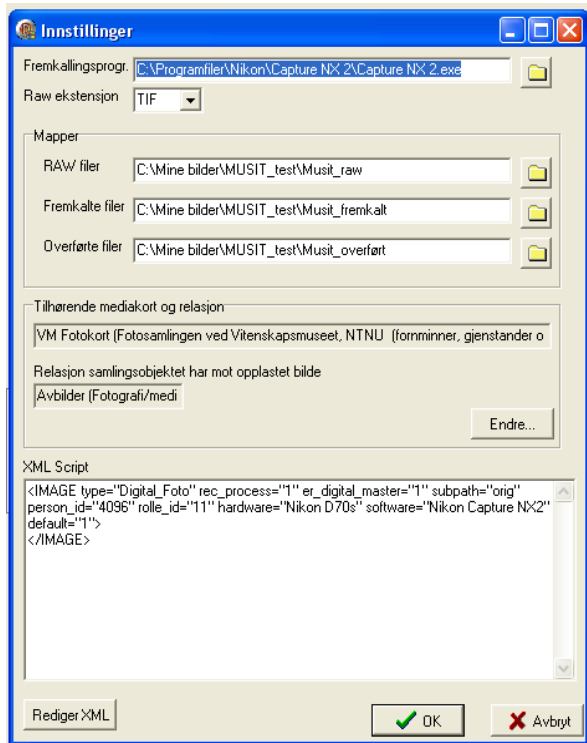 Innstillinger
Fremkallingsprogr. C:\Programfiler\Nikon\Capture NX 2\Capture NX 2.exe
Raw ekstensjon TIF
Mapper
RAW filer C:\Mine bilder\MUSIT_test\Musit_raw
Fremkalte filer C:\Mine bilder\MUSIT_test\Musit_fremkalt
Overførte filer C:\Mine bilder\MUSIT_test\Musit_overført
Tilhørende mediakort og relasjon
VM Fotokort (Fotosamlingen ved Vitenskapsmuseet, NTNU (fornminner, gjenstander o
Relasjon samlingsobjektet har mot opplastet bilde
Avbilder (Fotografi/medi
Endre...
XML Script
<IMAGE type="Digital_Foto" rec_process="1" er_digital_master="1" subpath="orig"
person_id="4096" rolle_id="11" hardware="Nikon D70s" software="Nikon Capture NX2"
default="1">
</IMAGE>
Rediger XML OK Avbryt